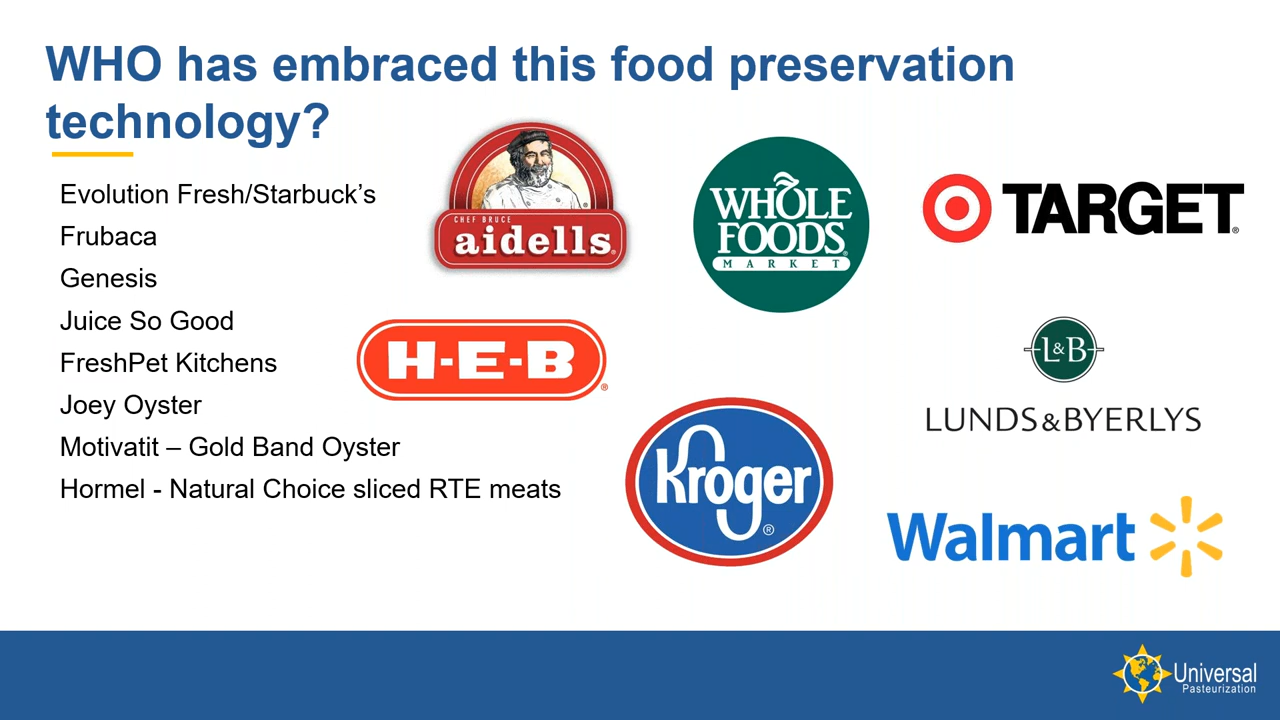 WHO has embraced this food preservation
technology?
Evolution Fresh/Starbuck’s
Frubaca
Genesis
Juice So Good
FreshPet Kitchens
Joey Oyster
Motivatit – Gold Band Oyster
Hormel - Natural Choice sliced RTE meats
CHEF BRUCE
aidells®
WHOLE
FOODS®
MARKET
TARGET®
H-E-B®
L&B
LUNDS&BYERLYS
Kroger®
Walmart
Universal
Pasteurization